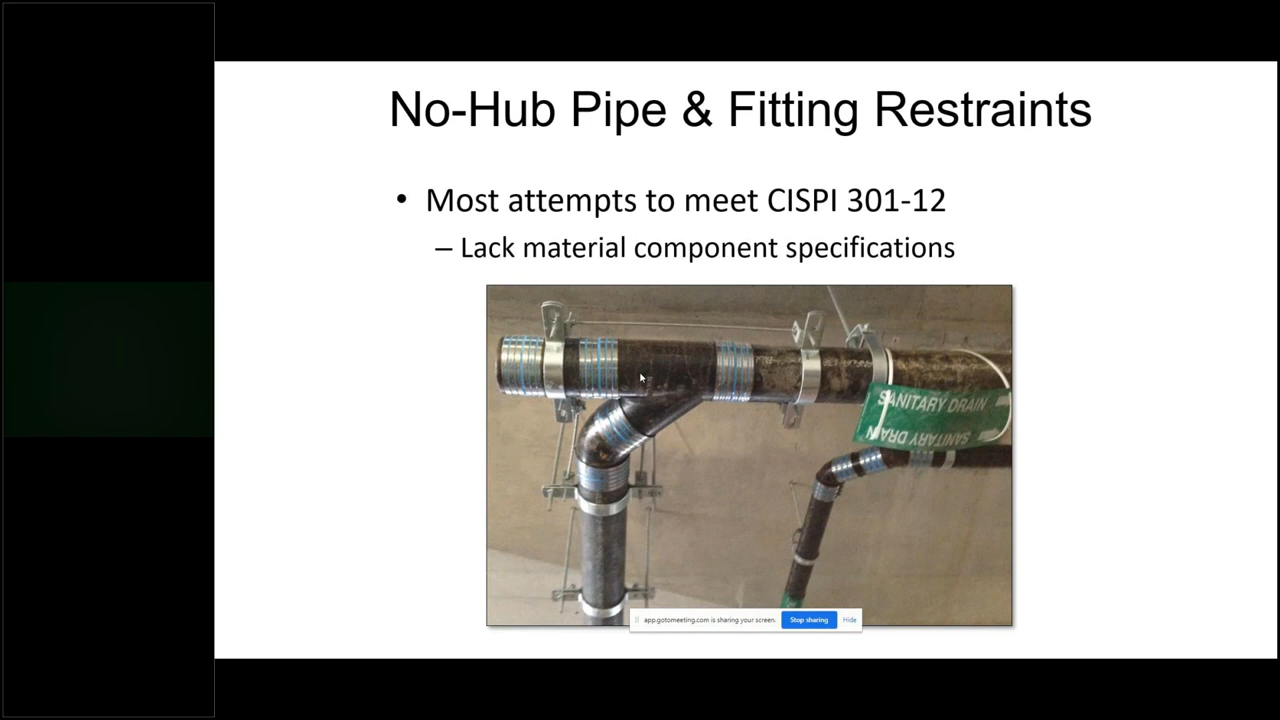 No-Hub Pipe & Fitting Restraints
• Most attempts to meet CISPI 301-12
– Lack material component specifications
SANITARY DRAIN
SANITARY DRAIN
app.gotomeeting.com is sharing your screen.
Stop sharing
Hide